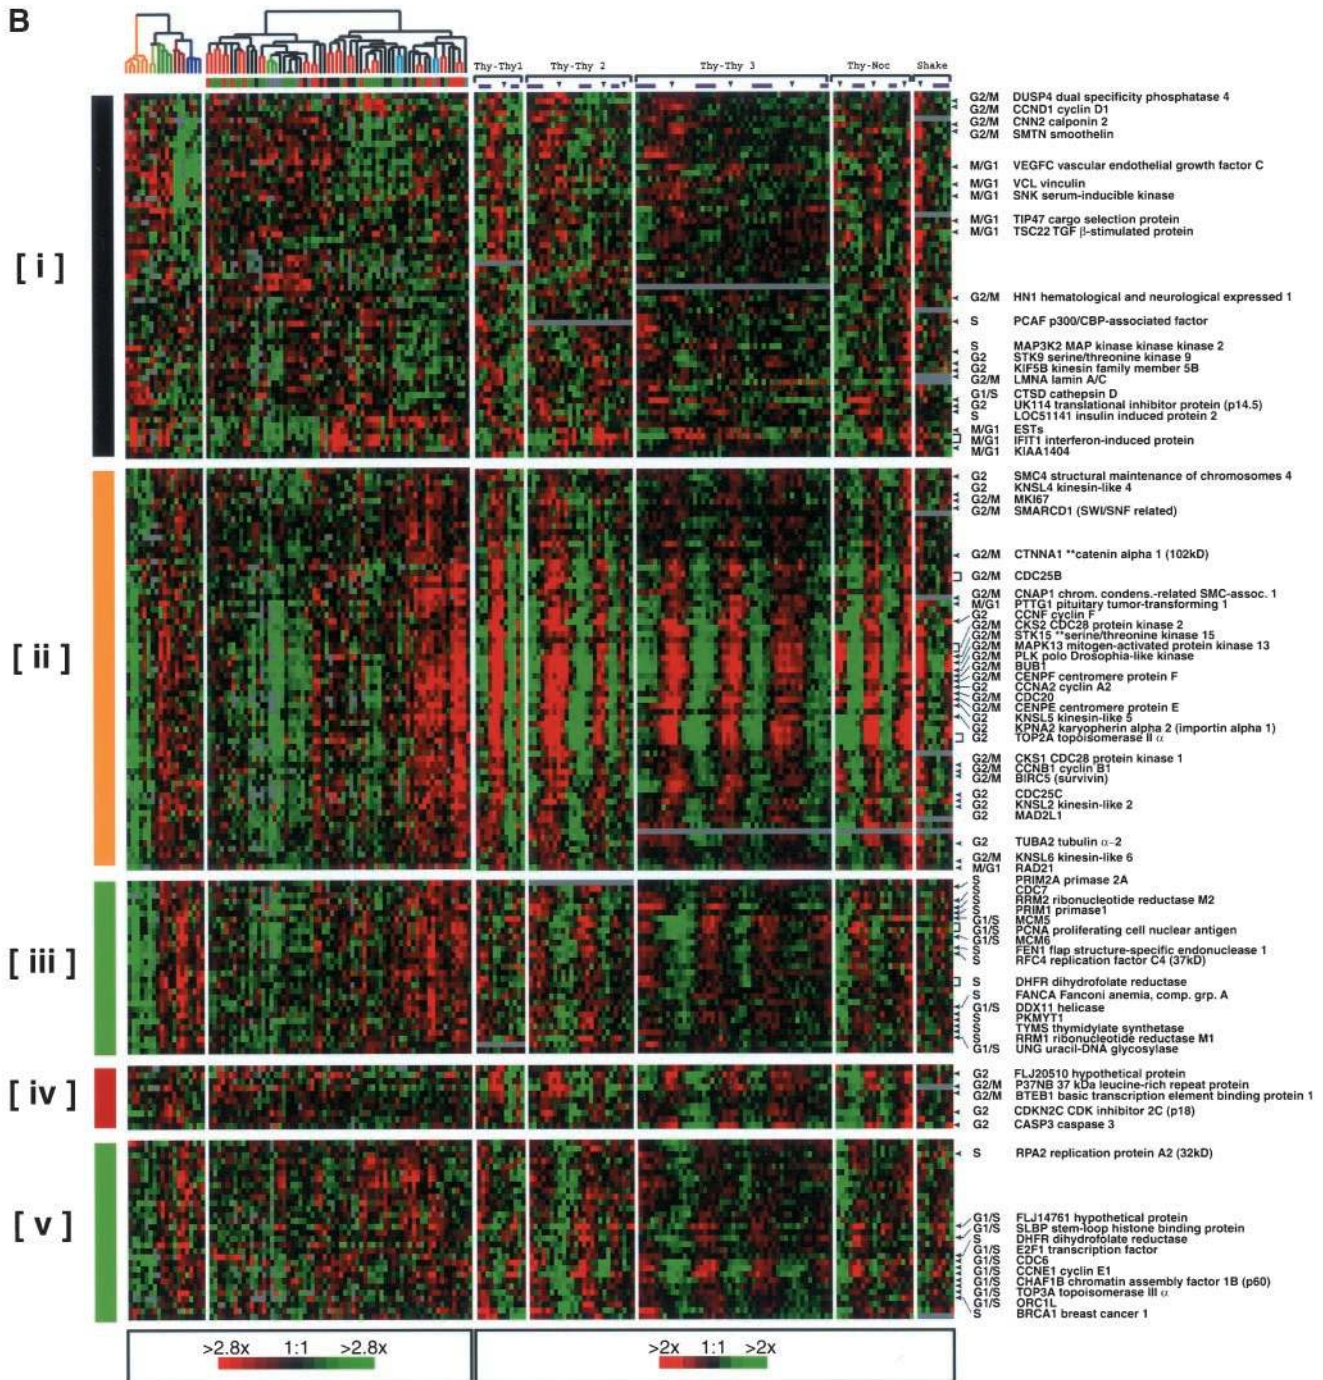 B
Thy-Thy1 Thy-Thy 2 Thy-Thy 3 Thy-Noc Shake
[ i ]
G2/M DUSP4 dual specificity phosphatase 4
G2/M CCND1 cyclin D1
G2/M CNN2 calponin 2
G2/M SMTN smoothelin
M/G1 VEGFC vascular endothelial growth factor C
M/G1 VCL vinculin
M/G1 SNK serum-inducible kinase
M/G1 TIP47 cargo selection protein
M/G1 TSC22 TGF β-stimulated protein
G2/M HN1 hematological and neurological expressed 1
S PCAF p300/CBP-associated factor
S MAP3K2 MAP kinase kinase kinase 2
G2 STK9 serine/threonine kinase 9
G2 KIF5B kinesin family member 5B
G2/M LMNA lamin A/C
G1/S CTSD cathepsin D
G2 UK114 translational inhibitor protein (p14.5)
S LOC51141 insulin induced protein 2
M/G1 ESTs
M/G1 IFIT1 interferon-induced protein
M/G1 KIAA1404
[ ii ]
G2 SMC4 structural maintenance of chromosomes 4
G2 KNSL4 kinesin-like 4
G2/M MKI67
G2/M SMARCD1 (SWI/SNF related)
G2/M CTNNA1 **catenin alpha 1 (102kD)
G2/M CDC25B
G2/M CNAP1 chrom. condens.-related SMC-assoc. 1
M/G1 PTTG1 pituitary tumor-transforming 1
G2 CCNF cyclin F
G2/M CKS2 CDC28 protein kinase 2
G2/M STK15 **serine/threonine kinase 15
G2/M MAPK13 mitogen-activated protein kinase 13
G2/M PLK polo Drosophia-like kinase
G2/M BUB1
G2/M CENPF centromere protein F
G2 CCNA2 cyclin A2
G2/M CDC20
G2/M CENPE centromere protein E
G2 KNSL5 kinesin-like 5
G2 KPNA2 karyopherin alpha 2 (importin alpha 1)
G2 TOP2A topoisomerase II α
G2/M CKS1 CDC28 protein kinase 1
G2/M CCNB1 cyclin B1
G2/M BIRC5 (survivin)
G2 CDC25C
G2 KNSL2 kinesin-like 2
G2 MAD2L1
G2 TUBA2 tubulin α-2
G2/M KNSL6 kinesin-like 6
M/G1 RAD21
[ iii ]
S PRIM2A primase 2A
S CDC7
S RRM2 ribonucleotide reductase M2
S PRIM1 primase1
G1/S MCM5
G1/S PCNA proliferating cell nuclear antigen
G1/S MCM6
S FEN1 flap structure-specific endonuclease 1
S RFC4 replication factor C4 (37kD)
S DHFR dihydrofolate reductase
S FANCA Fanconi anemia, comp. grp. A
G1/S DDX11 helicase
S PKMYT1
S TYMS thymidylate synthetase
S RRM1 ribonucleotide reductase M1
G1/S UNG uracil-DNA glycosylase
[ iv ]
G2 FLJ20510 hypothetical protein
G2/M P37NB 37 kDa leucine-rich repeat protein
G2/M BTEB1 basic transcription element binding protein 1
G2 CDKN2C CDK inhibitor 2C (p18)
G2 CASP3 caspase 3
[ v ]
S RPA2 replication protein A2 (32kD)
G1/S FLJ14761 hypothetical protein
G1/S SLBP stem-loop histone binding protein
S DHFR dihydrofolate reductase
G1/S E2F1 transcription factor
G1/S CDC6
G1/S CCNE1 cyclin E1
G1/S CHAF1B chromatin assembly factor 1B (p60)
G1/S TOP3A topoisomerase III α
G1/S ORC1L
S BRCA1 breast cancer 1
>2.8x 1:1 >2.8x
>2x 1:1 >2x